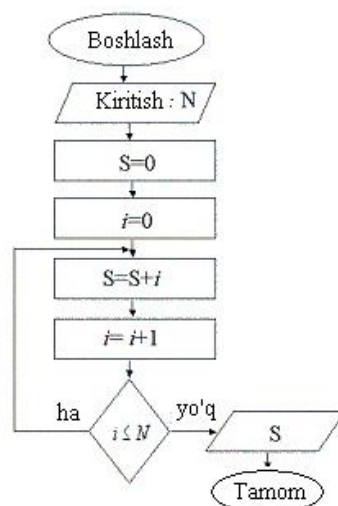 Boshlash
Kiritish : N
S=0
i=0
S=S+i
i= i+1
ha
i ≤ N
yo'q
S
Tamom